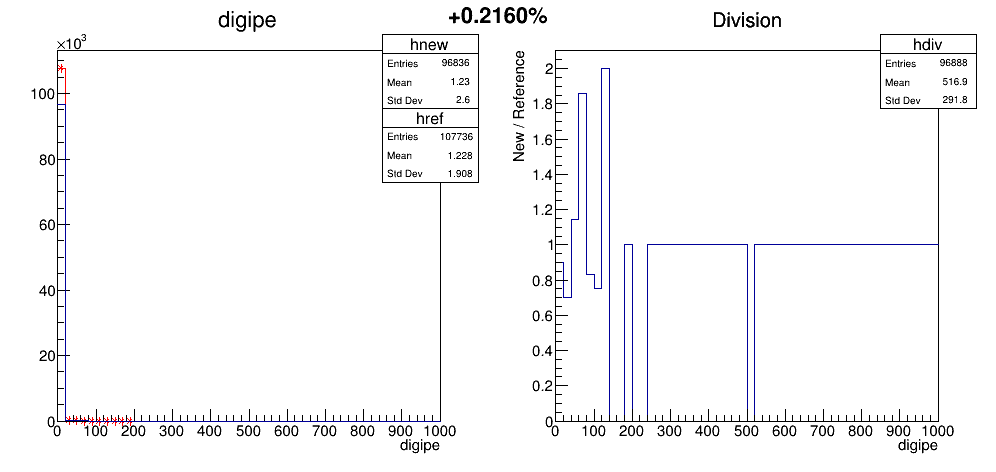 digipe
+0.2160%
Division
×10³
hnew
Entries 96836
Mean 1.23
Std Dev 2.6
href
Entries 107736
Mean 1.228
Std Dev 1.908
100
80
60
40
20
0
0 100 200 300 400 500 600 700 800 900 1000
digipe
hdiv
Entries 96888
Mean 516.9
Std Dev 291.8
New / Reference
2
1.8
1.6
1.4
1.2
1
0.8
0.6
0.4
0.2
0
0 100 200 300 400 500 600 700 800 900 1000
digipe